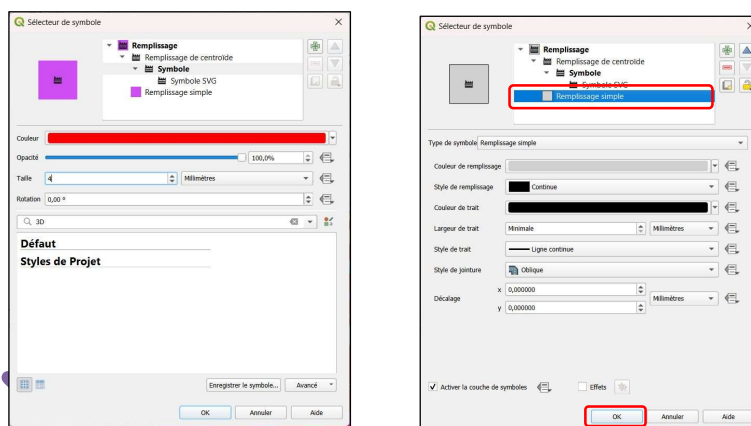 Sélecteur de symbole
Remplissage
Remplissage de centroïde
Symbole
Symbole SVG
Remplissage simple
Couleur
Opacité 100,0%
Taille 4 Millimètres
Rotation 0,00 °
3D
Défaut
Styles de Projet
Enregistrer le symbole... Avancé
OK Annuler Aide
Sélecteur de symbole
Remplissage
Remplissage de centroïde
Symbole
Symbole SVG
Remplissage simple
Type de symbole Remplissage simple
Couleur de remplissage
Style de remplissage Continue
Couleur de trait
Largeur de trait Minimale Millimètres
Style de trait Ligne continue
Style de jointure Oblique
x 0,000000
Décalage Millimètres
y 0,000000
Activer la couche de symboles Effets
OK Annuler Aide